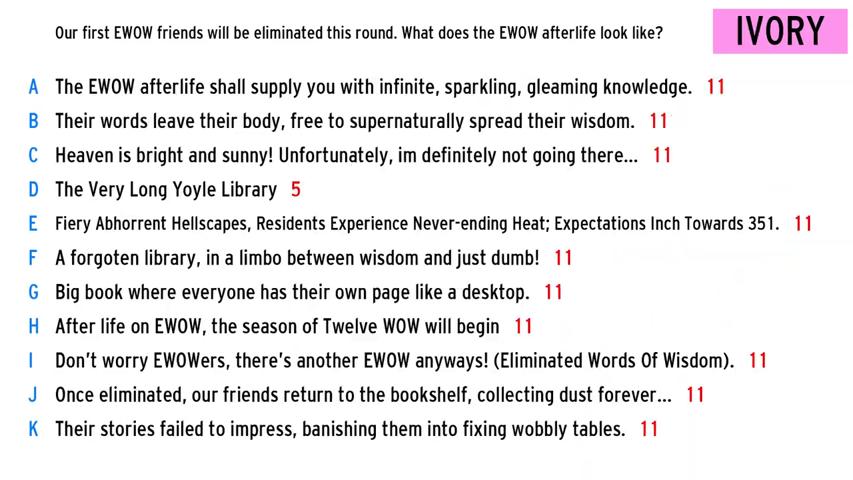 Our first EWOW friends will be eliminated this round. What does the EWOW afterlife look like?
IVORY
A The EWOW afterlife shall supply you with infinite, sparkling, gleaming knowledge. 11
B Their words leave their body, free to supernaturally spread their wisdom. 11
C Heaven is bright and sunny! Unfortunately, im definitely not going there... 11
D The Very Long Yoyle Library 5
E Fiery Abhorrent Hellscapes, Residents Experience Never-ending Heat; Expectations Inch Towards 351. 11
F A forgoten library, in a limbo between wisdom and just dumb! 11
G Big book where everyone has their own page like a desktop. 11
H After life on EWOW, the season of Twelve WOW will begin 11
I Don't worry EWOWers, there's another EWOW anyways! (Eliminated Words Of Wisdom). 11
J Once eliminated, our friends return to the bookshelf, collecting dust forever... 11
K Their stories failed to impress, banishing them into fixing wobbly tables. 11